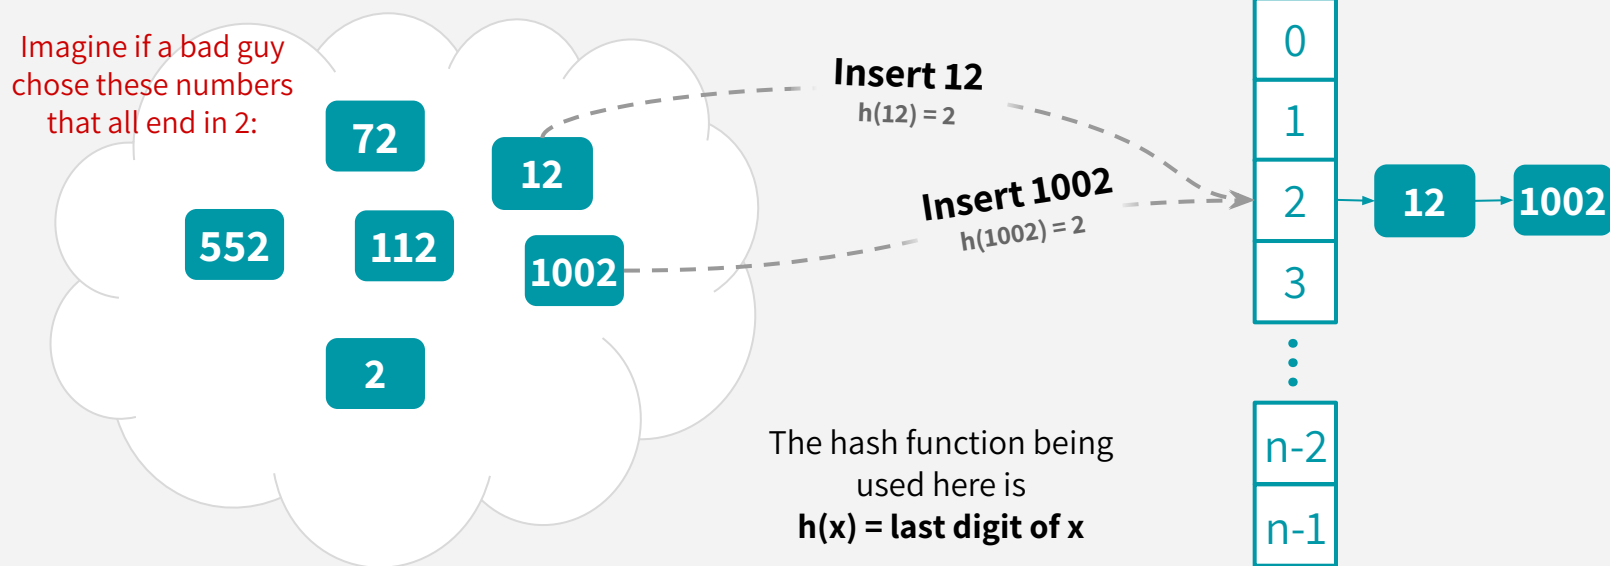 Imagine if a bad guy
chose these numbers
that all end in 2:
72
12
552
112
1002
2
Insert 12
h(12) = 2
Insert 1002
h(1002) = 2
The hash function being
used here is
h(x) = last digit of x
0
1
2
3
n-2
n-1
12
1002